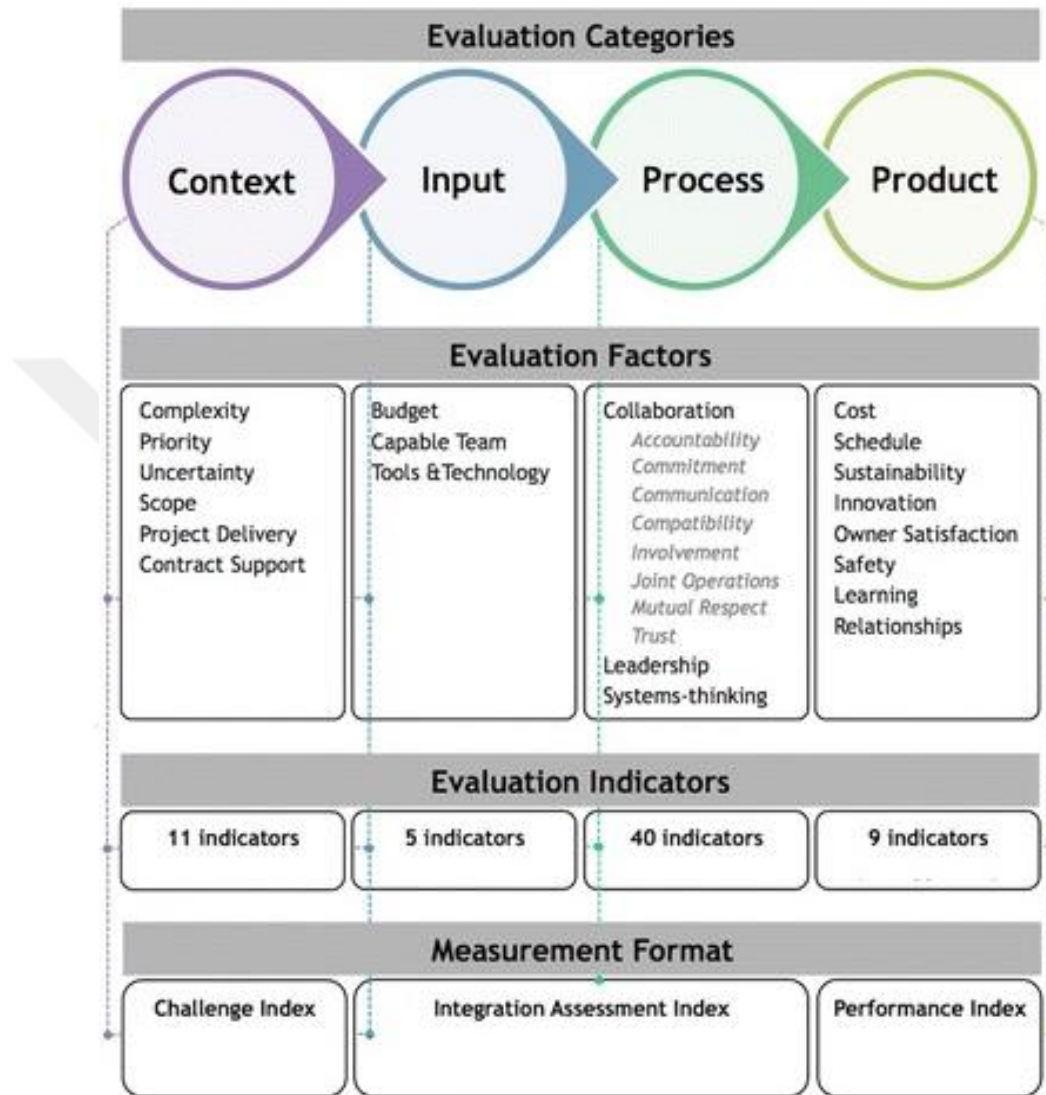 Evaluation Categories
Context
Input
Process
Product
Evaluation Factors
Complexity
Priority
Uncertainty
Scope
Project Delivery
Contract Support
Budget
Capable Team
Tools &Technology
Collaboration
Accountability
Commitment
Communication
Compatibility
Involvement
Joint Operations
Mutual Respect
Trust
Leadership
Systems-thinking
Cost
Schedule
Sustainability
Innovation
Owner Satisfaction
Safety
Learning
Relationships
Evaluation Indicators
11 indicators
5 indicators
40 indicators
9 indicators
Measurement Format
Challenge Index
Integration Assessment Index
Performance Index